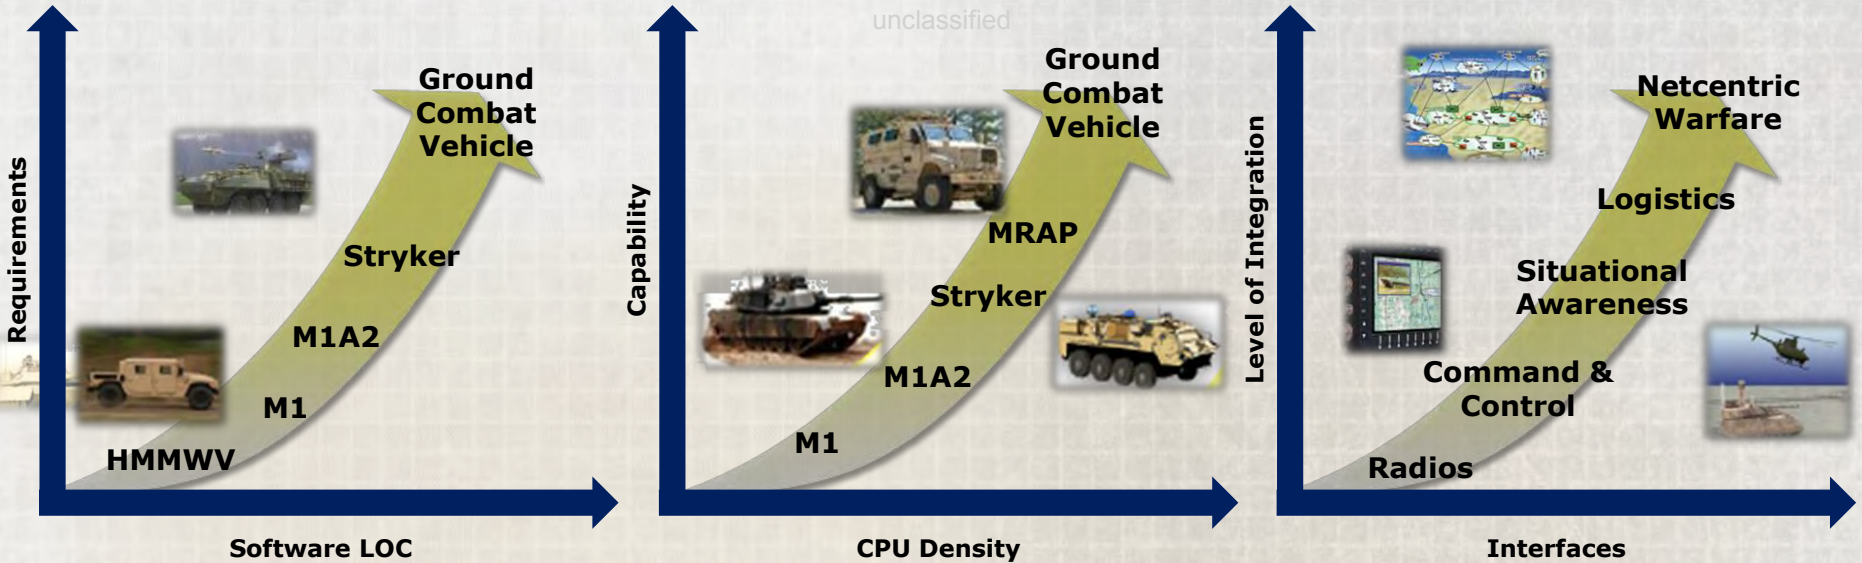 unclassified
Requirements
Ground
Combat
Vehicle
Stryker
M1A2
M1
HMMWV
Software LOC
Capability
Ground
Combat
Vehicle
MRAP
Stryker
M1A2
M1
CPU Density
Level of Integration
Netcentric
Warfare
Logistics
Situational
Awareness
Command &
Control
Radios
Interfaces